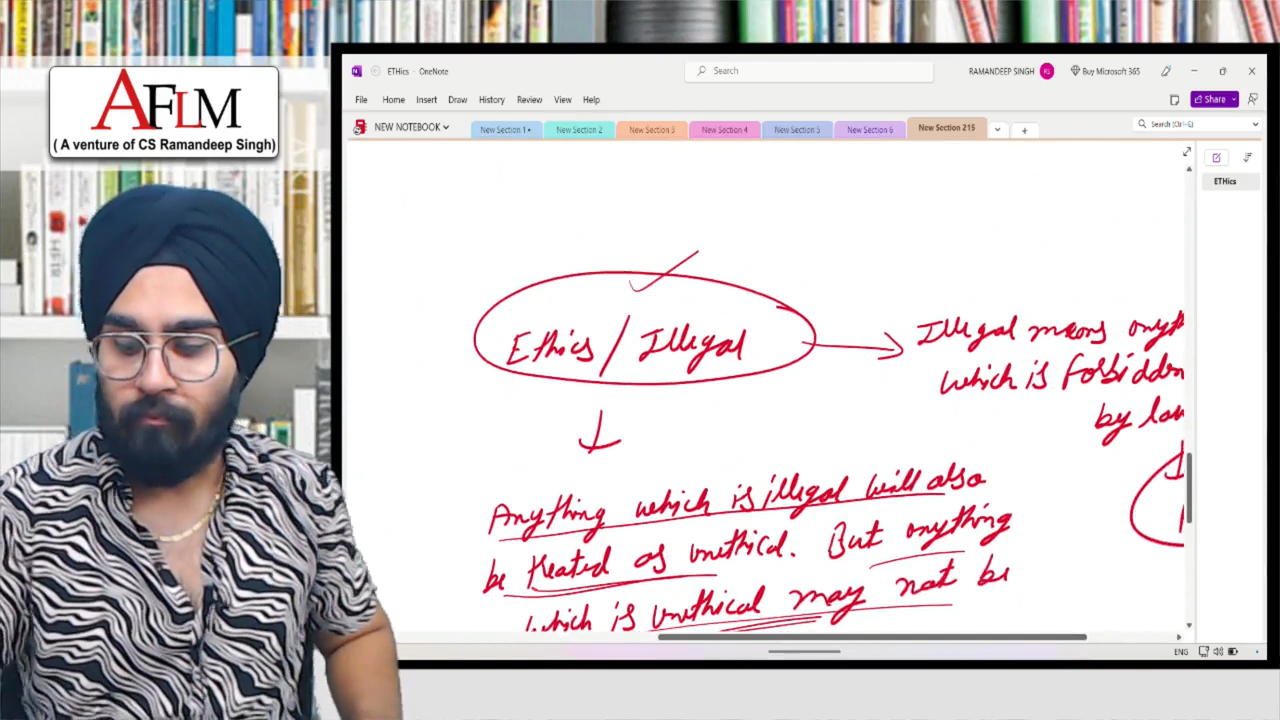 AFLM
( A venture of CS Ramandeep Singh)
ETHics - OneNote
Search
RAMANDEEP SINGH
RS
Buy Microsoft 365
File Home Insert Draw History Review View Help
Share
NEW NOTEBOOK
New Section 1
New Section 2
New Section 3
New Section 4
New Section 5
New Section 6
New Section 215
+
Search (Ctrl+E)
ETHics
Ethics / Illegal
Illegal means anyth
which is Forbidden
by law
Anything which is illegal will also
be treated as unethical. But anything
which is unethical may not be
ENG